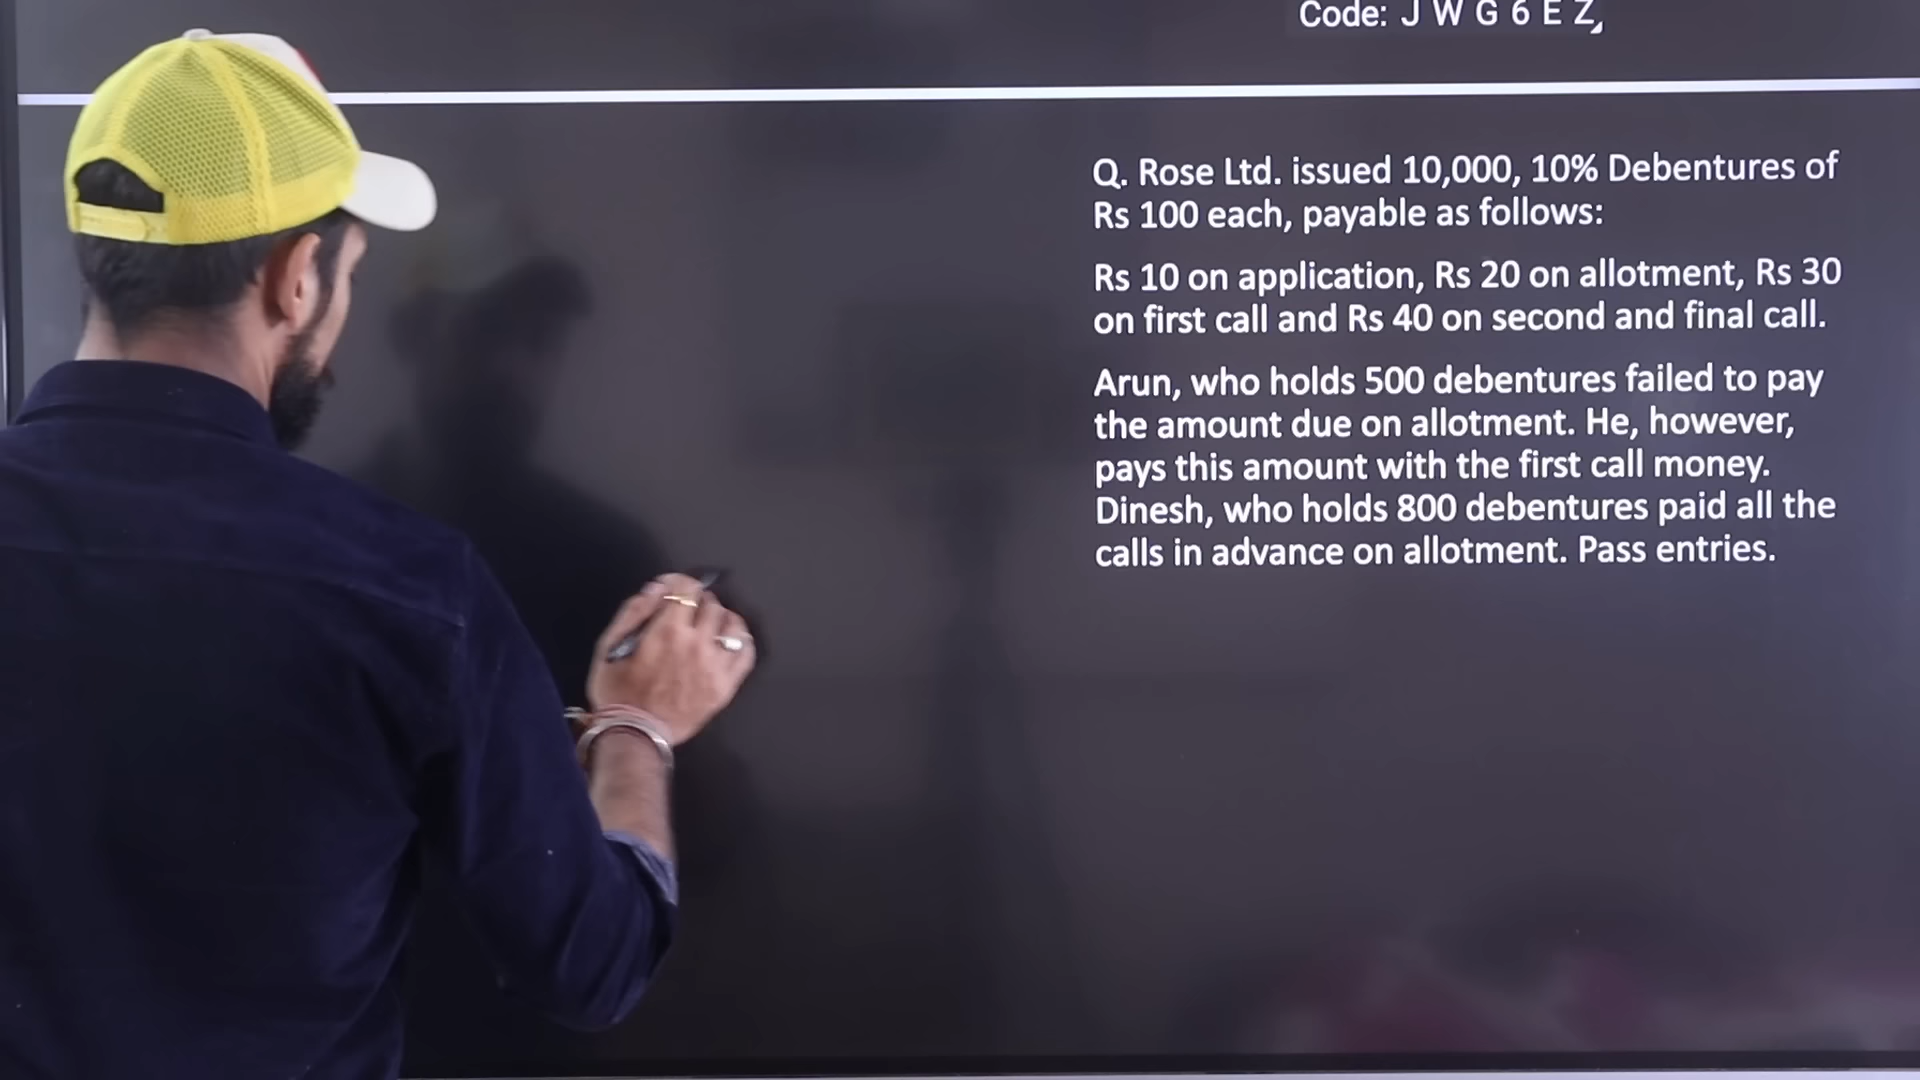 Code: J W G 6 E Z
Q. Rose Ltd. issued 10,000, 10% Debentures of
Rs 100 each, payable as follows:
Rs 10 on application, Rs 20 on allotment, Rs 30
on first call and Rs 40 on second and final call.
Arun, who holds 500 debentures failed to pay
the amount due on allotment. He, however,
pays this amount with the first call money.
Dinesh, who holds 800 debentures paid all the
calls in advance on allotment. Pass entries.